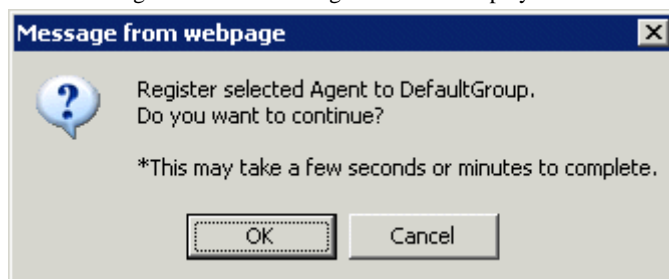 Message from webpage
Register selected Agent to DefaultGroup.
Do you want to continue?
*This may take a few seconds or minutes to complete.
OK
Cancel